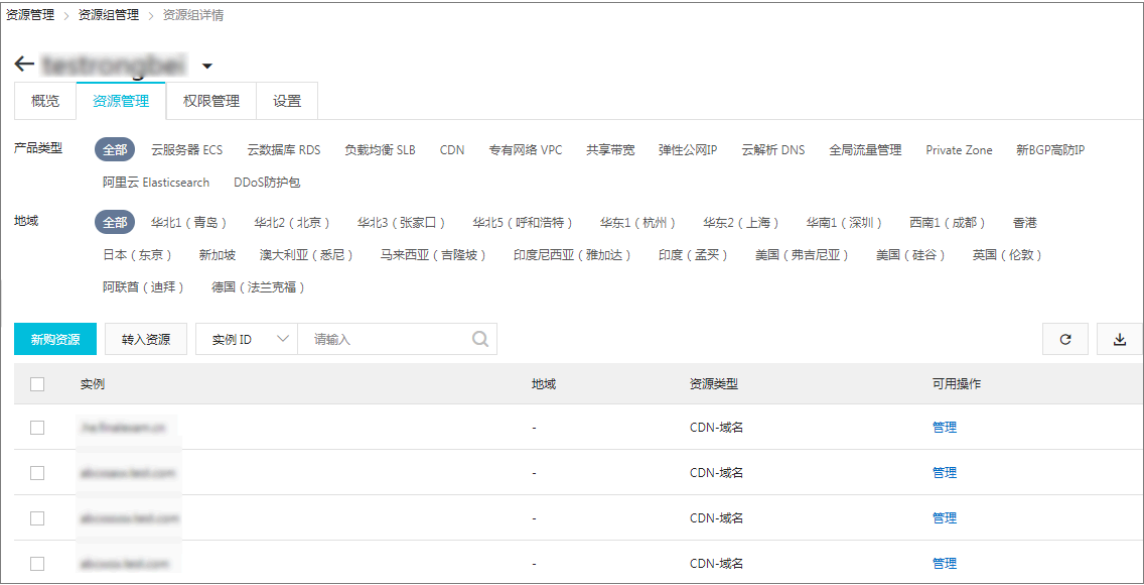 资源管理 > 资源组管理 > 资源组详情
概览 资源管理 权限管理 设置
产品类型 全部 云服务器 ECS 云数据库 RDS 负载均衡 SLB CDN 专有网络 VPC 共享带宽 弹性公网IP 云解析 DNS 全局流量管理 Private Zone 新BGP高防IP
阿里云 Elasticsearch DDoS防护包
地域 全部 华北1（青岛） 华北2（北京） 华北3（张家口） 华北5（呼和浩特） 华东1（杭州） 华东2（上海） 华南1（深圳） 西南1（成都） 香港
日本（东京） 新加坡 澳大利亚（悉尼） 马来西亚（吉隆坡） 印度尼西亚（雅加达） 印度（孟买） 美国（弗吉尼亚） 美国（硅谷） 英国（伦敦）
阿联酋（迪拜） 德国（法兰克福）
新购资源 转入资源 实例 ID 请输入
实例 地域 资源类型 可用操作
- CDN-域名 管理
- CDN-域名 管理
- CDN-域名 管理
- CDN-域名 管理